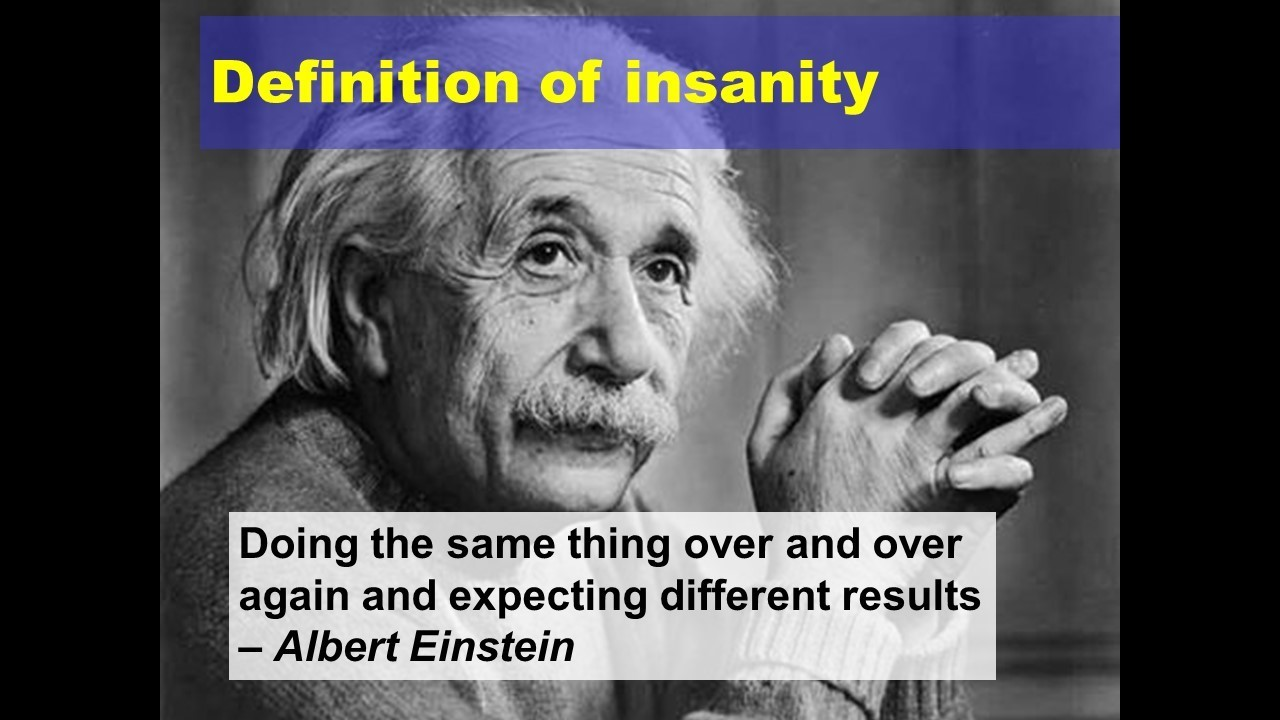 Definition of insanity
Doing the same thing over and over
again and expecting different results
– Albert Einstein